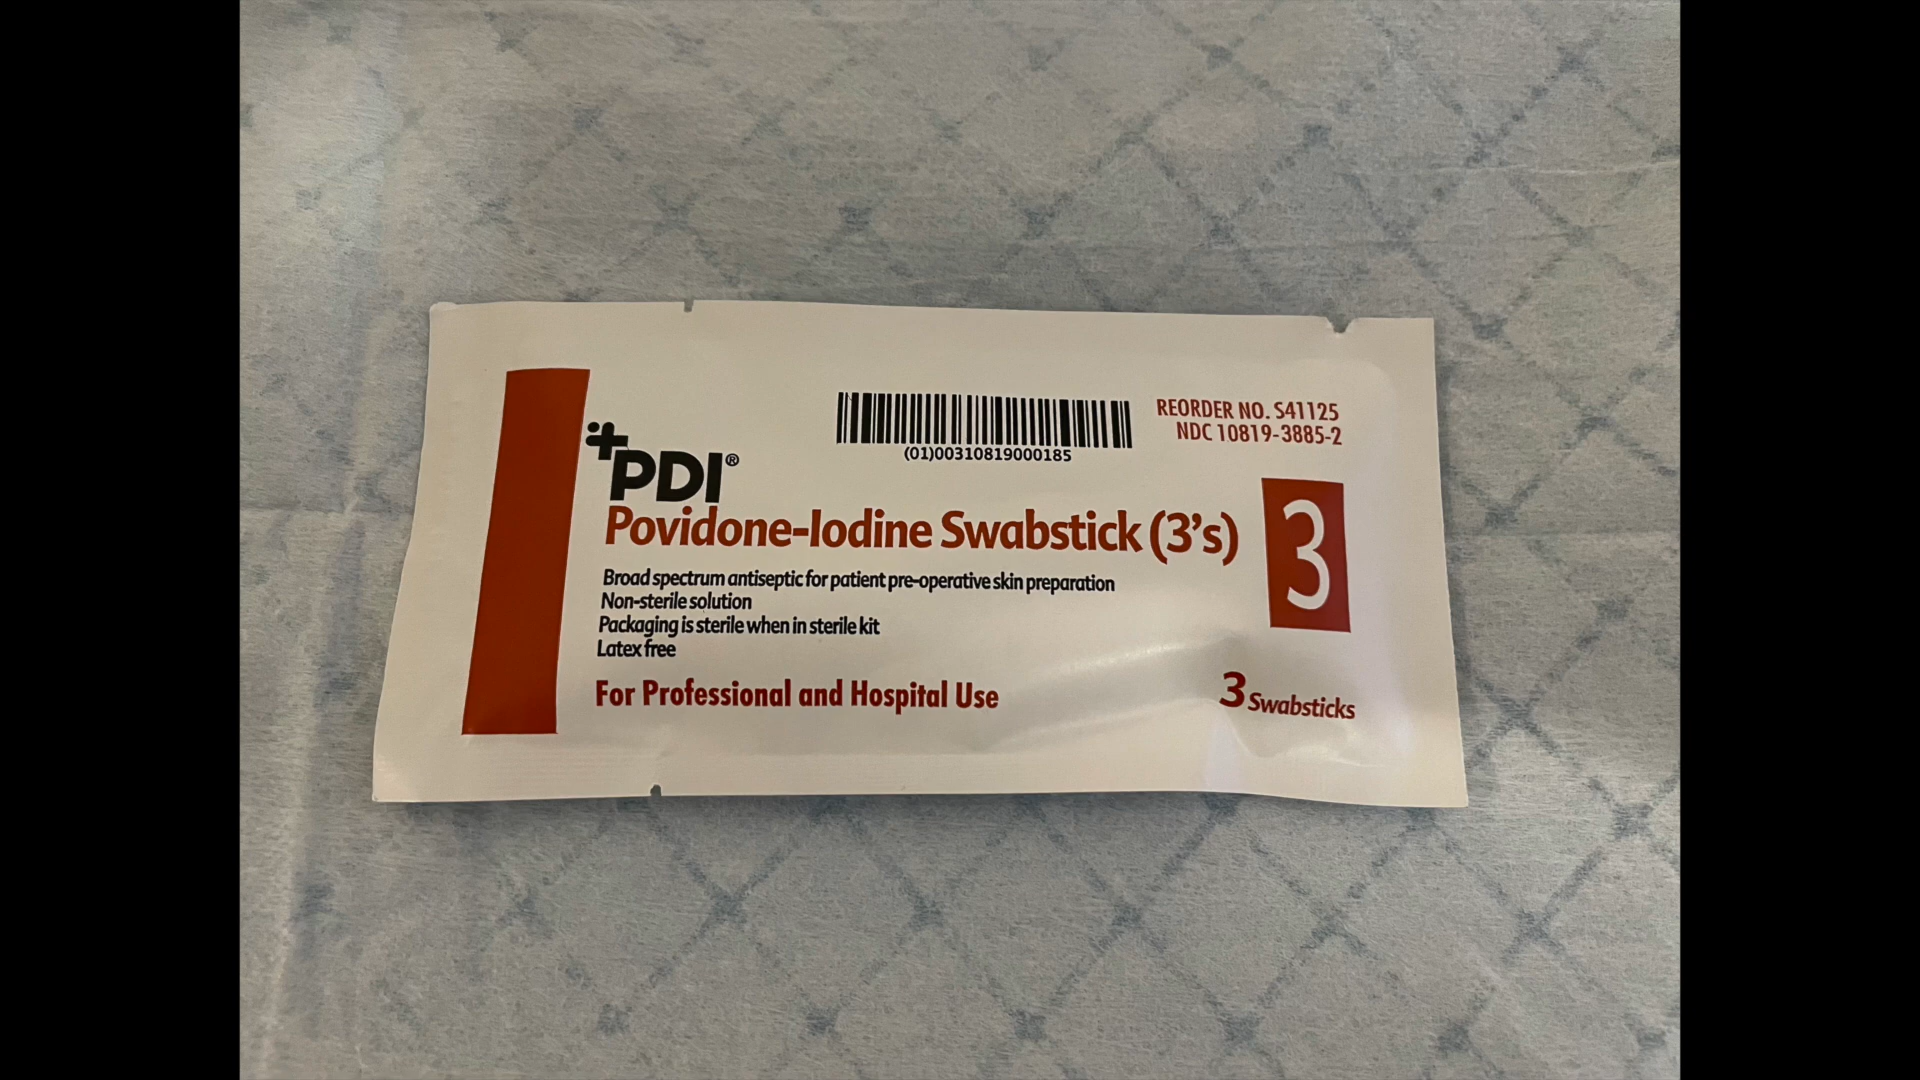 REORDER NO. S41125
NDC 10819-3885-2
(01)00310819000185
PDI®
Povidone-Iodine Swabstick (3's)
3
Broad spectrum antiseptic for patient pre-operative skin preparation
Non-sterile solution
Packaging is sterile when in sterile kit
Latex free
For Professional and Hospital Use
3 Swabsticks